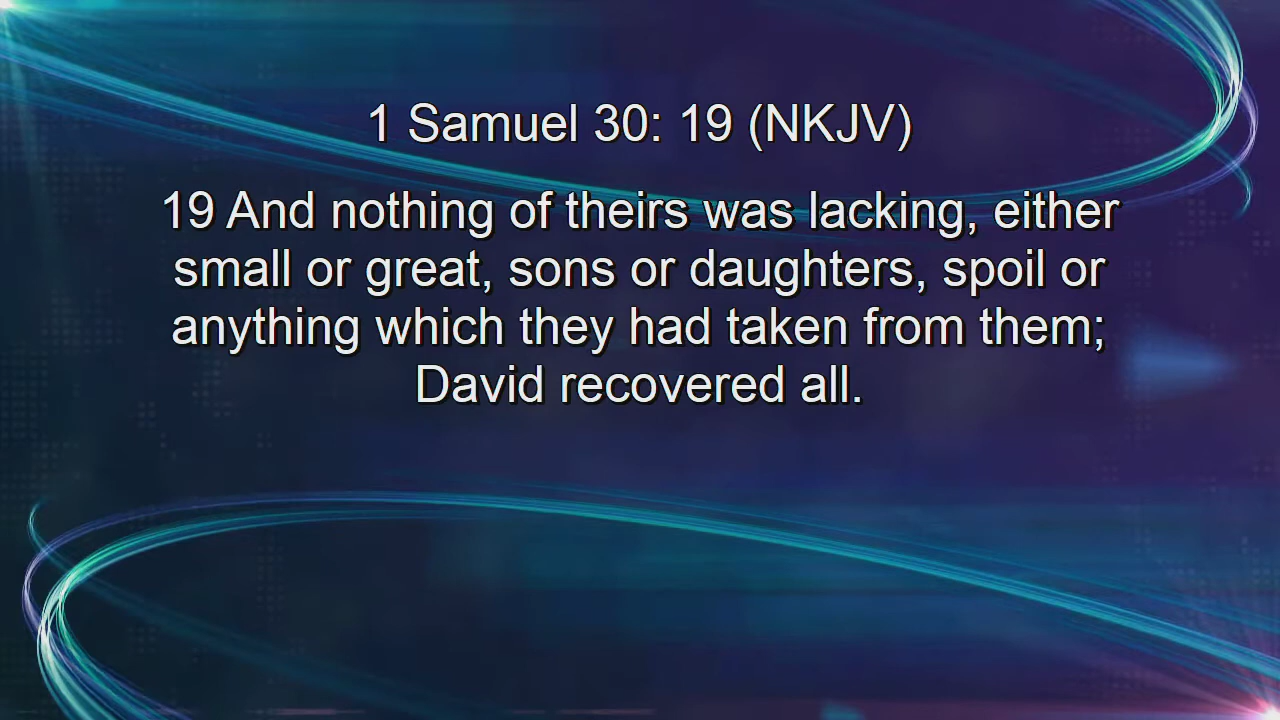 1 Samuel 30: 19 (NKJV)
19 And nothing of theirs was lacking, either
small or great, sons or daughters, spoil or
anything which they had taken from them;
David recovered all.